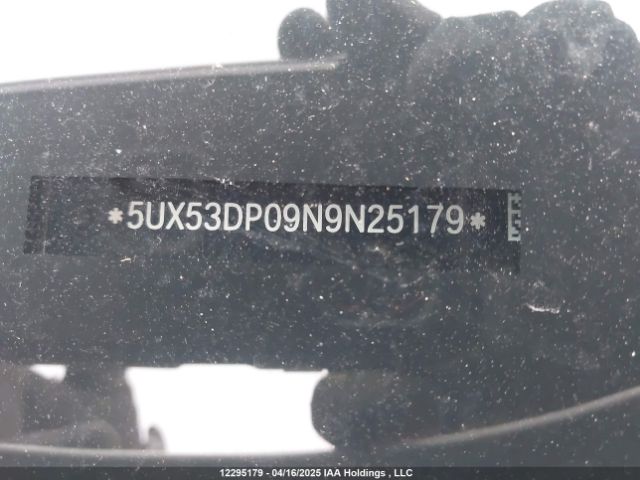 *5UX53DP09N9N25179*
12295179 - 04/16/2025 IAA Holdings , LLC